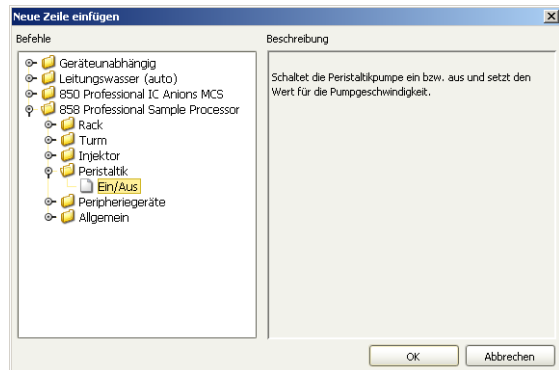 Neue Zeile einfügen
Befehle
Geräteunabhängig
Leitungswasser (auto)
850 Professional IC Anions MCS
858 Professional Sample Processor
Rack
Turm
Injektor
Peristaltik
Ein/Aus
Peripheriegeräte
Allgemein
Beschreibung
Schaltet die Peristaltikpumpe ein bzw. aus und setzt den
Wert für die Pumpgeschwindigkeit.
OK
Abbrechen